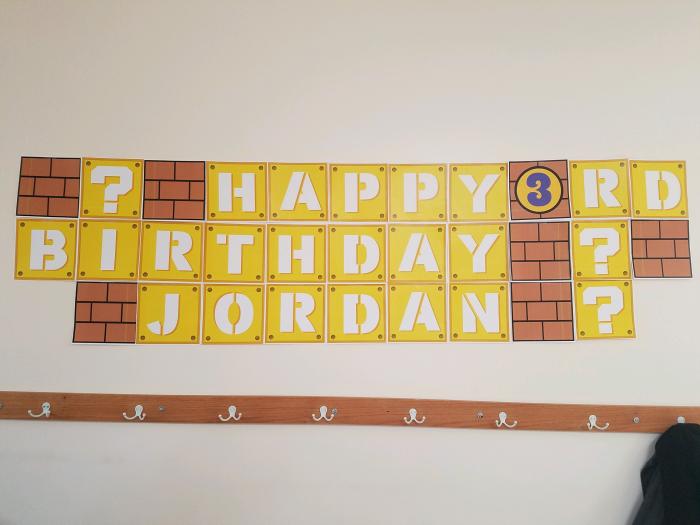 ? HAPPY 3RD
BIRTHDAY ?
JORDAN ?